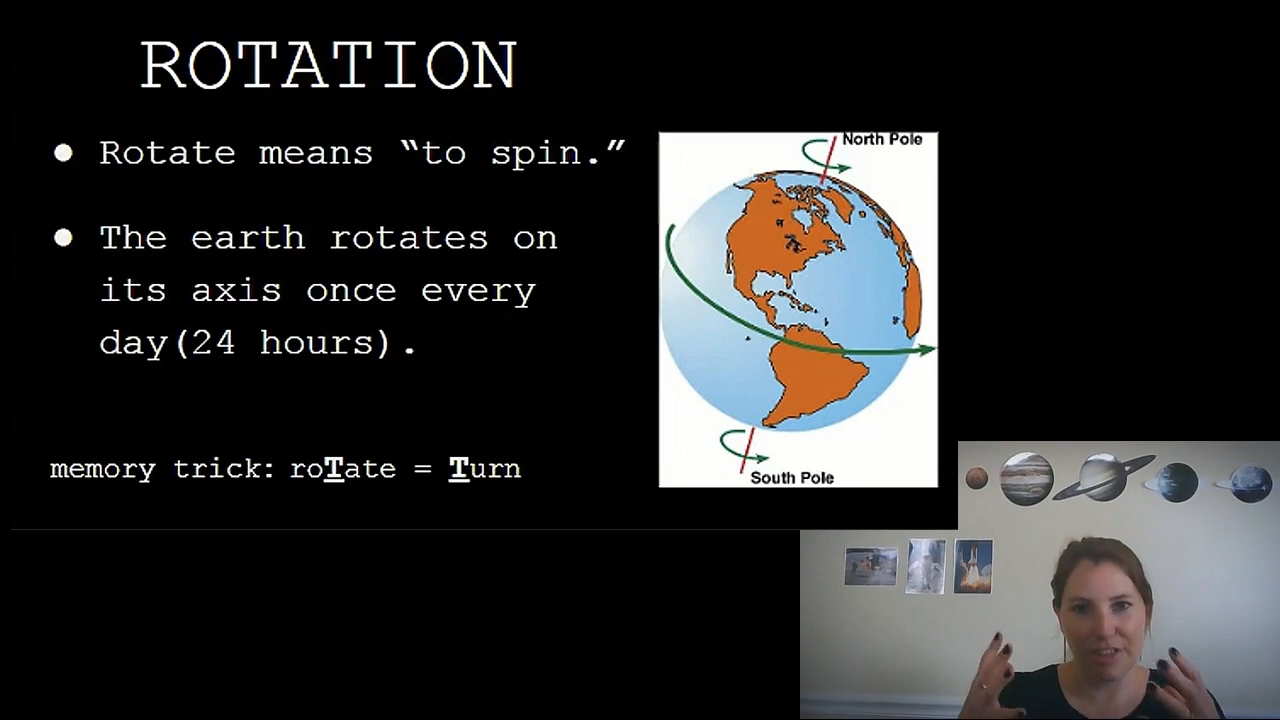 ROTATION
● Rotate means “to spin.”
● The earth rotates on
its axis once every
day(24 hours).
memory trick: roTate = Turn
North Pole
South Pole